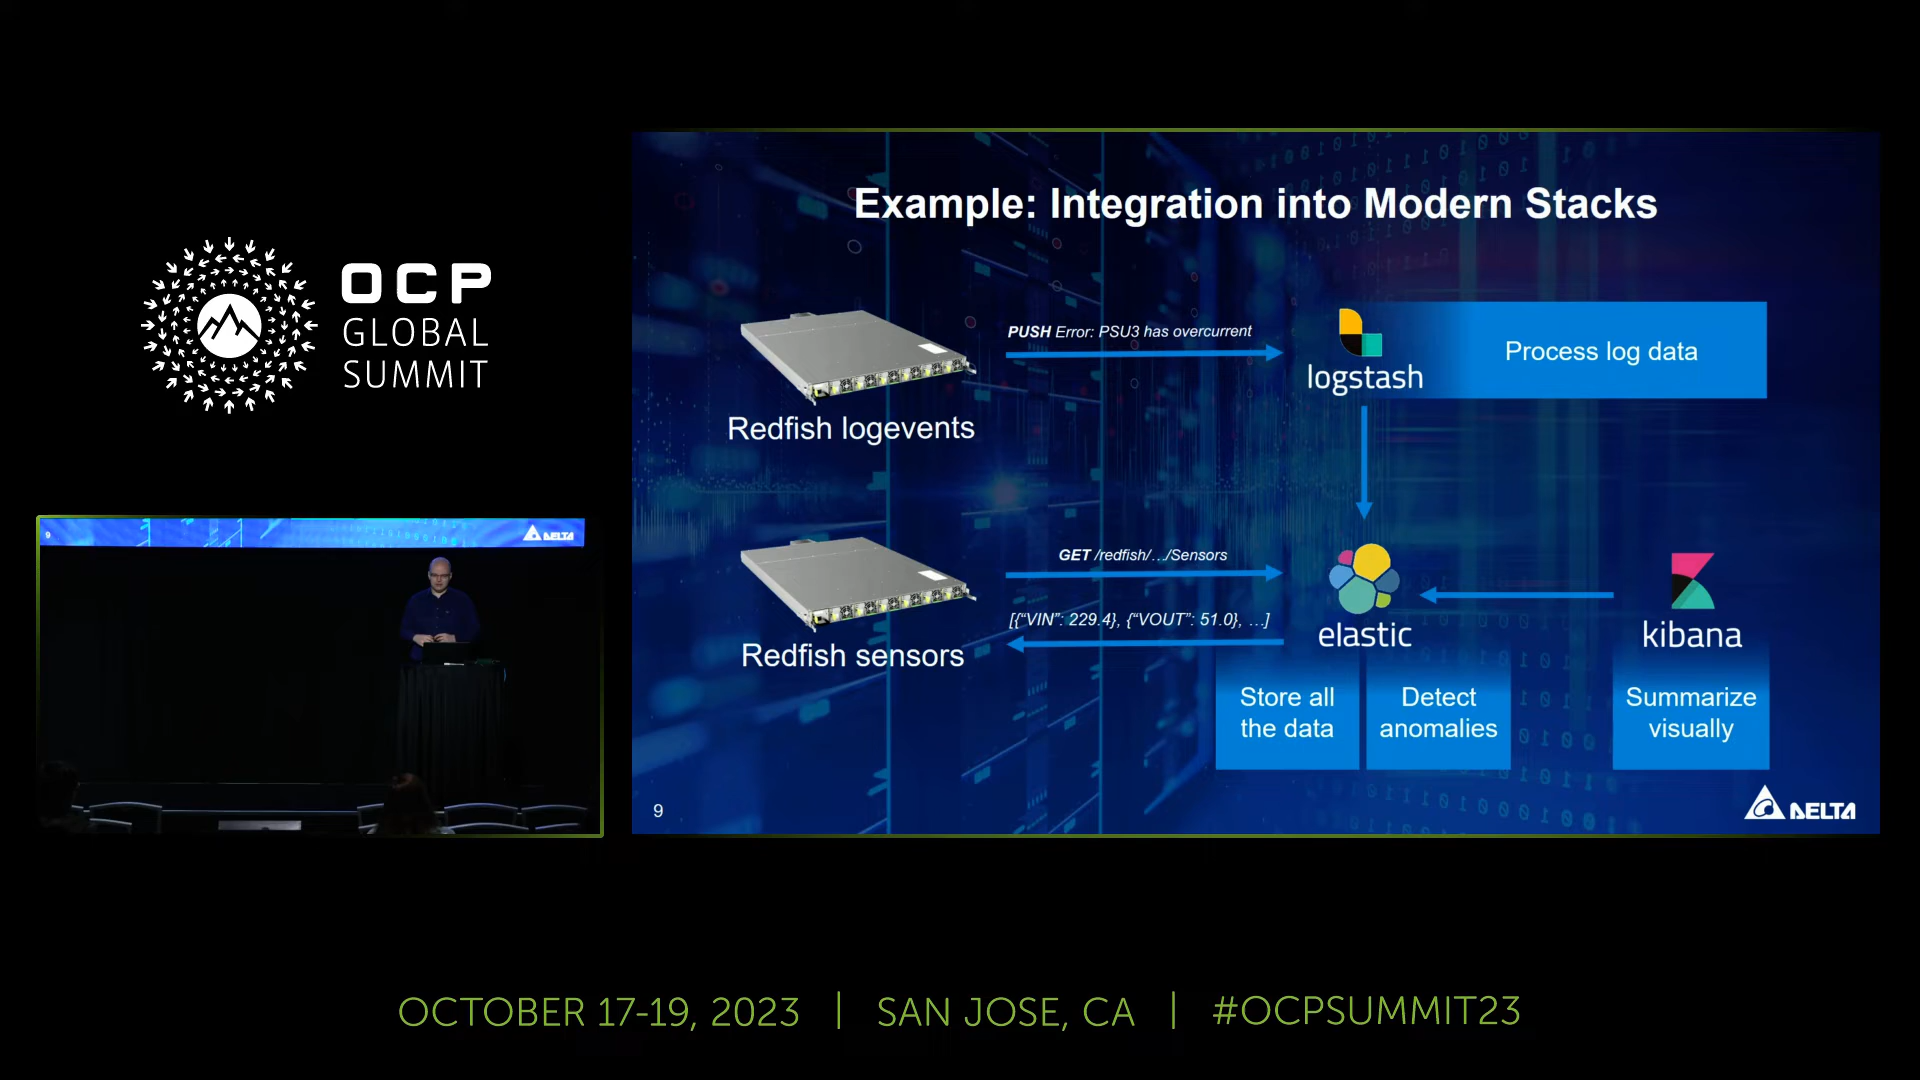 OCP
GLOBAL
SUMMIT
9
DELTA
Example: Integration into Modern Stacks
PUSH Error: PSU3 has overcurrent
logstash
Process log data
Redfish logevents
GET /redfish/…/Sensors
[{“VIN”: 229.4}, {“VOUT”: 51.0}, …]
Redfish sensors
elastic
kibana
Store all
the data
Detect
anomalies
Summarize
visually
9
DELTA
OCTOBER 17-19, 2023 | SAN JOSE, CA | #OCPSUMMIT23